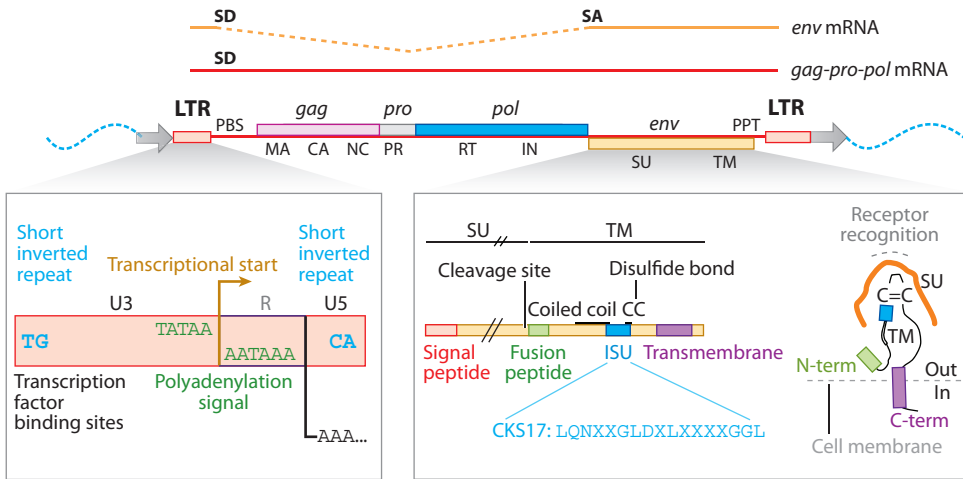 SD
SA
env mRNA
SD
gag-pro-pol mRNA
LTR
gag
pro
pol
LTR
PBS
env
PPT
MA
CA
NC
PR
RT
IN
SU
TM
Short
inverted
repeat
Short
inverted
repeat
Transcriptional start
U3
R
U5
TATAA
TG
AATAAA
CA
Transcription
factor
binding sites
Polyadenylation
signal
AAA...
SU
TM
Cleavage site
Disulfide bond
Coiled coil
CC
Signal
peptide
Fusion
peptide
ISU
Transmembrane
CKS17: LQNXXGLDXLXXXXGGL
Receptor
recognition
SU
C=C
TM
N-term
Out
In
C-term
Cell membrane